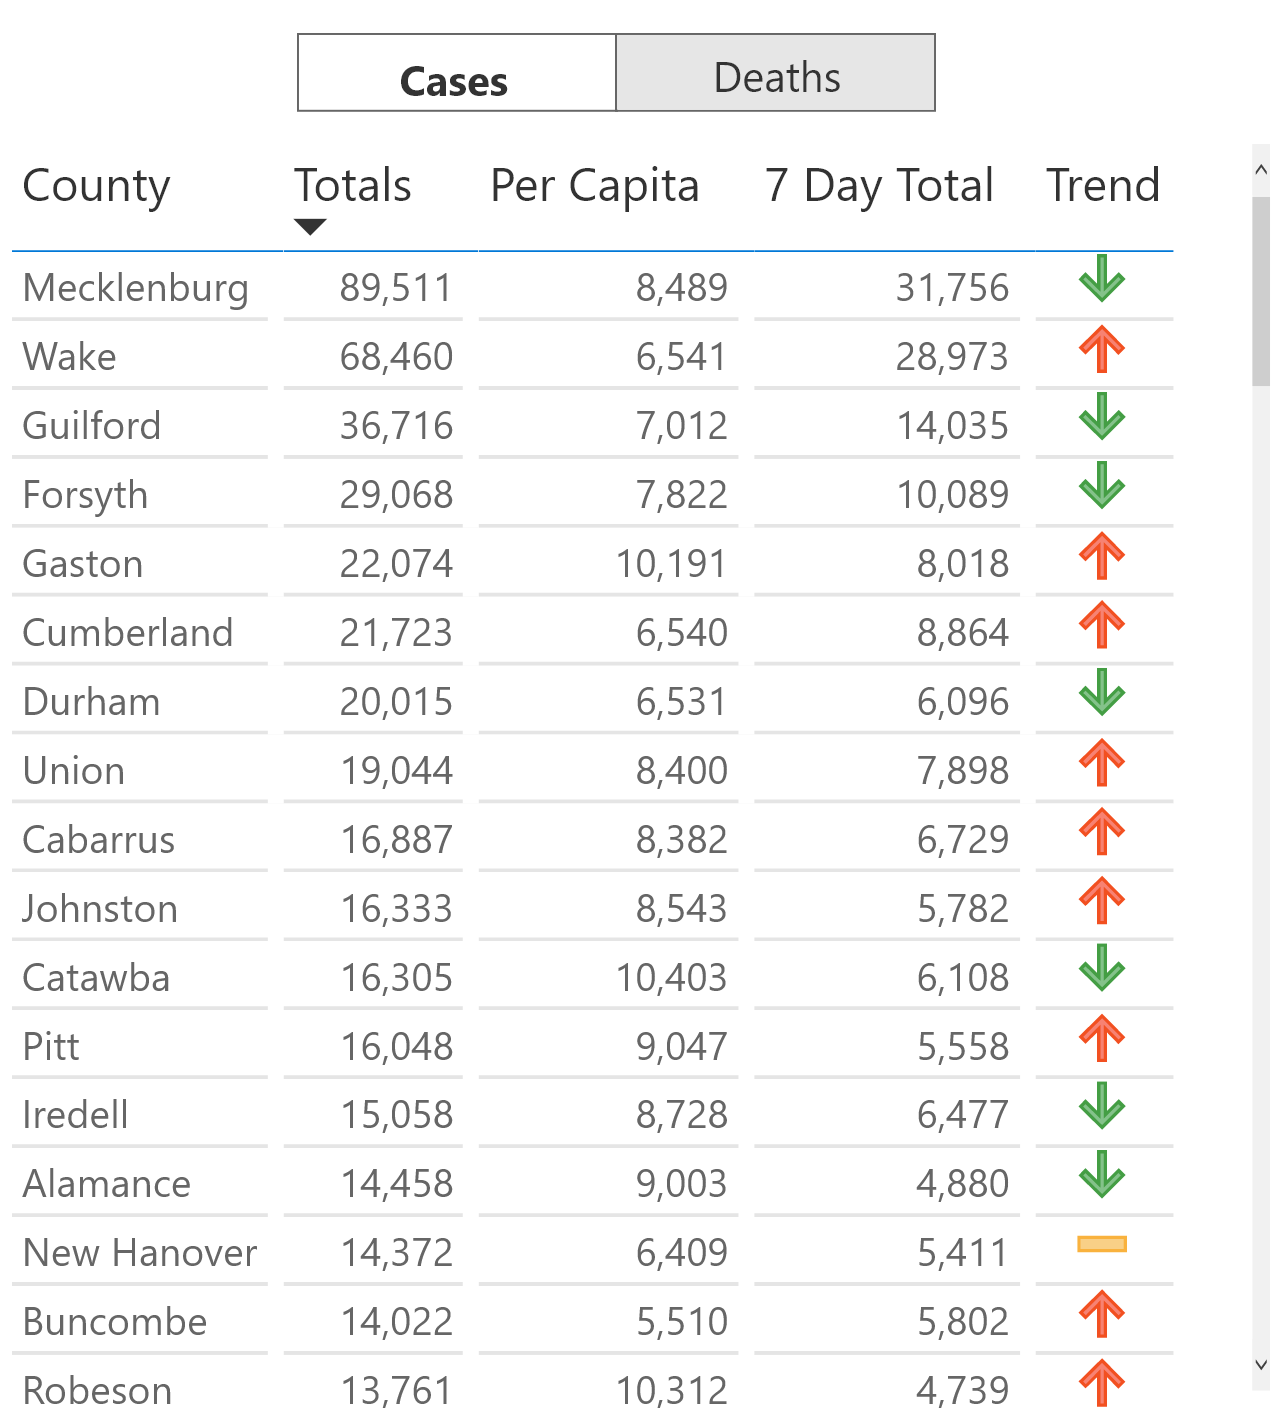 Cases Deaths
County Totals Per Capita 7 Day Total Trend
Mecklenburg 89,511 8,489 31,756
Wake 68,460 6,541 28,973
Guilford 36,716 7,012 14,035
Forsyth 29,068 7,822 10,089
Gaston 22,074 10,191 8,018
Cumberland 21,723 6,540 8,864
Durham 20,015 6,531 6,096
Union 19,044 8,400 7,898
Cabarrus 16,887 8,382 6,729
Johnston 16,333 8,543 5,782
Catawba 16,305 10,403 6,108
Pitt 16,048 9,047 5,558
Iredell 15,058 8,728 6,477
Alamance 14,458 9,003 4,880
New Hanover 14,372 6,409 5,411
Buncombe 14,022 5,510 5,802
Robeson 13,761 10,312 4,739